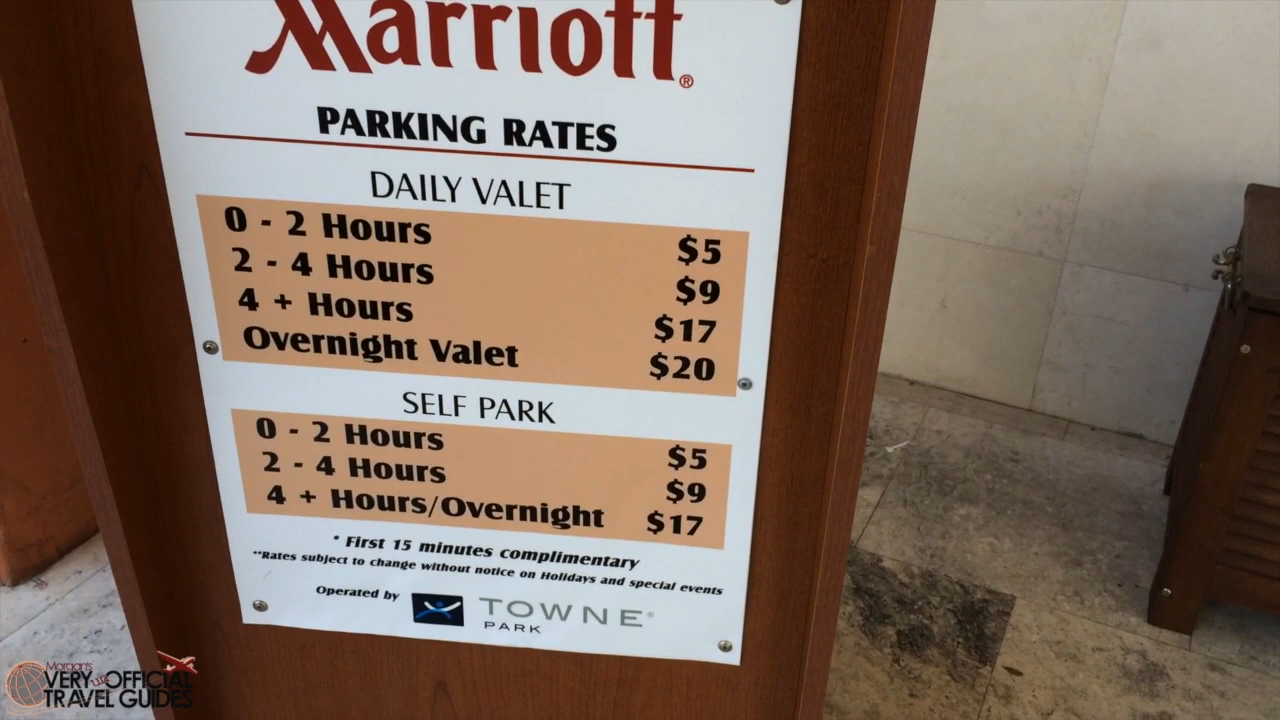 Marriott®
PARKING RATES
DAILY VALET
0 - 2 Hours $5
2 - 4 Hours $9
4 + Hours $17
Overnight Valet $20
SELF PARK
0 - 2 Hours $5
2 - 4 Hours $9
4 + Hours/Overnight $17
* First 15 minutes complimentary
**Rates subject to change without notice on Holidays and special events
Operated by TOWNE®
PARK
Morgan's
VERY un OFFICIAL
TRAVEL GUIDES